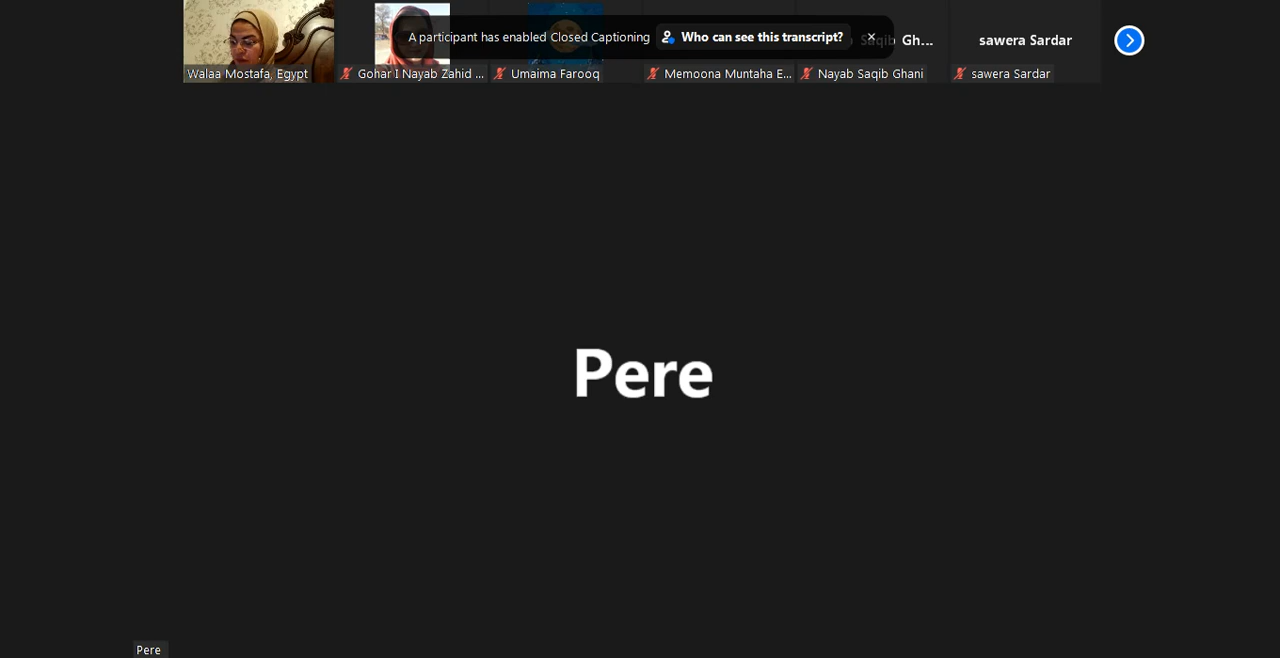 A participant has enabled Closed Captioning Who can see this transcript? ×
Gh... sawera Sardar
Walaa Mostafa, Egypt Gohar I Nayab Zahid ... Umaima Farooq Memoona Muntaha E... Nayab Saqib Ghani sawera Sardar
Pere
Pere